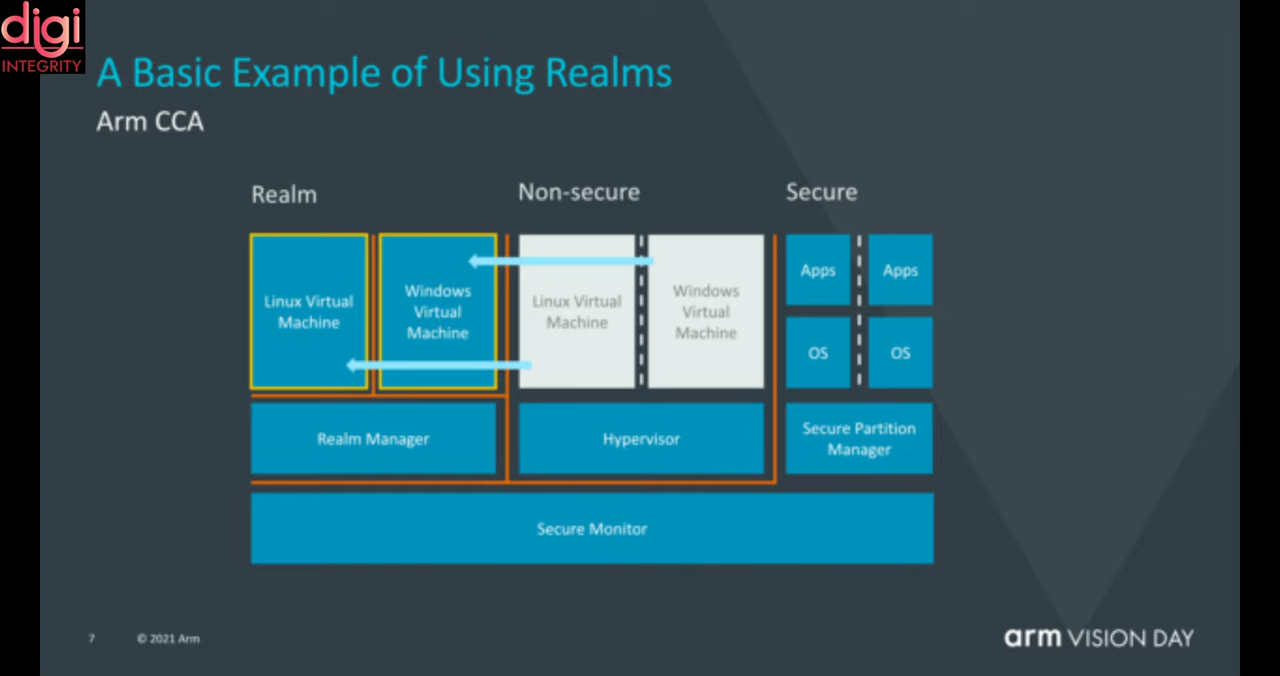 digi
INTEGRITY
A Basic Example of Using Realms
Arm CCA
Realm
Non-secure
Secure
Linux Virtual
Machine
Windows
Virtual
Machine
Linux Virtual
Machine
Windows
Virtual
Machine
Apps
Apps
OS
OS
Realm Manager
Hypervisor
Secure Partition
Manager
Secure Monitor
7
© 2021 Arm
arm VISION DAY